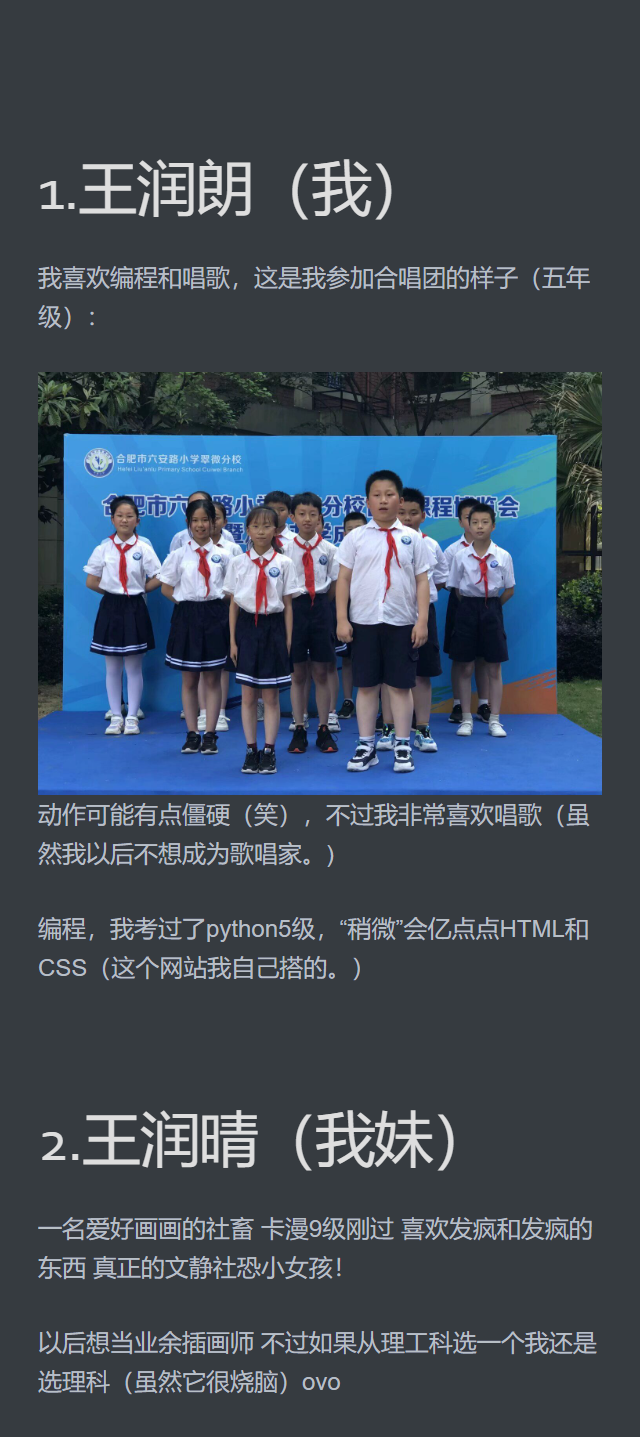 1.王润朗（我）
我喜欢编程和唱歌，这是我参加合唱团的样子（五年
级）：
合肥市六安路小学翠微分校
Hefei Liu'anlu Primary School Cuiwei Branch
合肥市六 路小 分校 课程博览会
动作可能有点僵硬（笑），不过我非常喜欢唱歌（虽
然我以后不想成为歌唱家。）
编程，我考过了python5级，“稍微”会亿点点HTML和
CSS（这个网站我自己搭的。）
2.王润晴（我妹）
一名爱好画画的社畜 卡漫9级刚过 喜欢发疯和发疯的
东西 真正的文静社恐小女孩！
以后想当业余插画师 不过如果从理工科选一个我还是
选理科（虽然它很烧脑）ovo